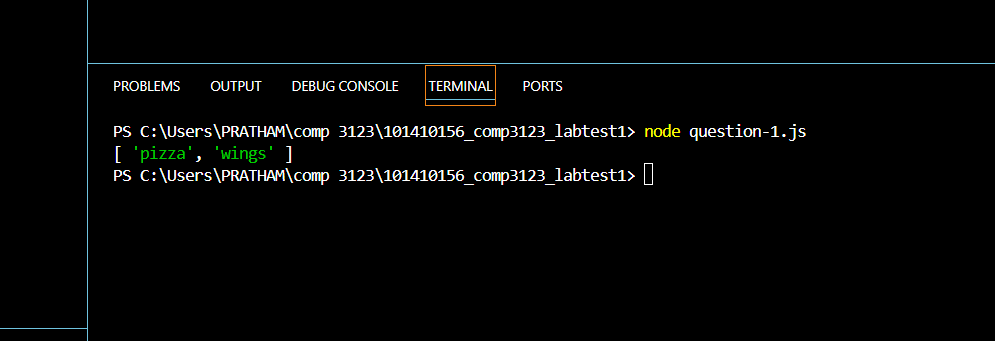 PROBLEMS OUTPUT DEBUG CONSOLE TERMINAL PORTS
PS C:\Users\PRATHAM\comp 3123\101410156_comp3123_labtest1> node question-1.js
[ 'pizza', 'wings' ]
PS C:\Users\PRATHAM\comp 3123\101410156_comp3123_labtest1>